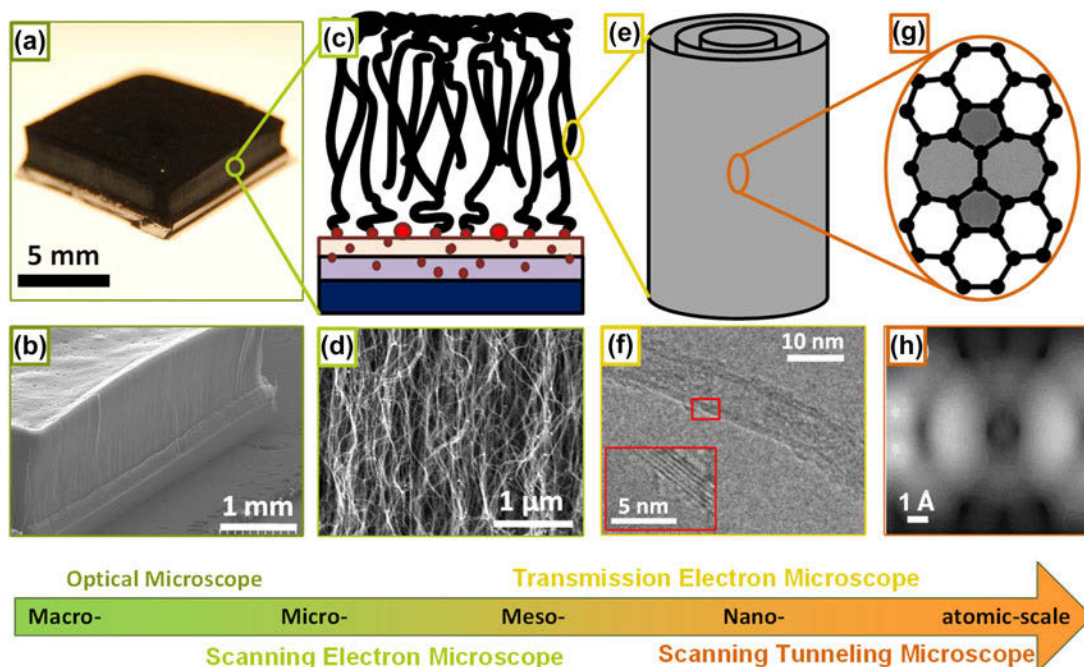 (a)
5 mm
(c)
(e)
(g)
(b)
1 mm
(d)
1 μm
(f)
10 nm
5 nm
(h)
1 A
Optical Microscope
Transmission Electron Microscope
Macro-
Micro-
Meso-
Nano-
atomic-scale
Scanning Electron Microscope
Scanning Tunneling Microscope